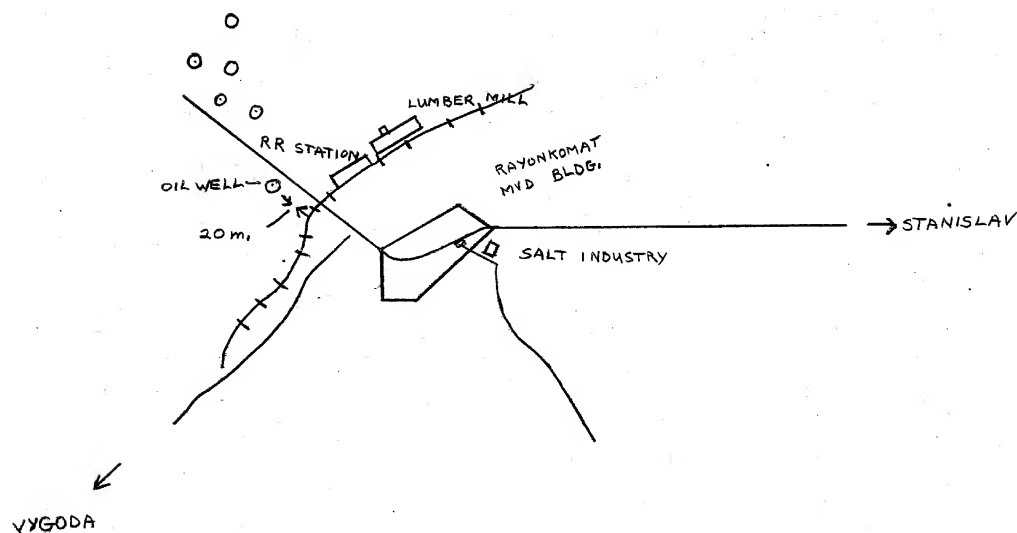 LUMBER MILL
RR STATION
RAYONKOMAT
MVD BLDG.
OIL WELL
20 m.
STANISLAV
SALT INDUSTRY
VYGODA